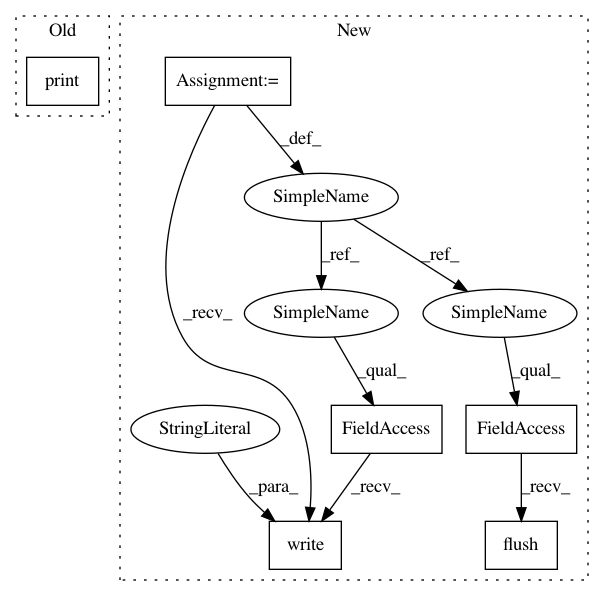 Old
New
print
Assignment:=
_def_
SimpleName
_ref_
_ref_
_recv_
SimpleName
SimpleName
_qual_
_qual_
StringLiteral
FieldAccess
FieldAccess
_para_
_recv_
_recv_
write
flush